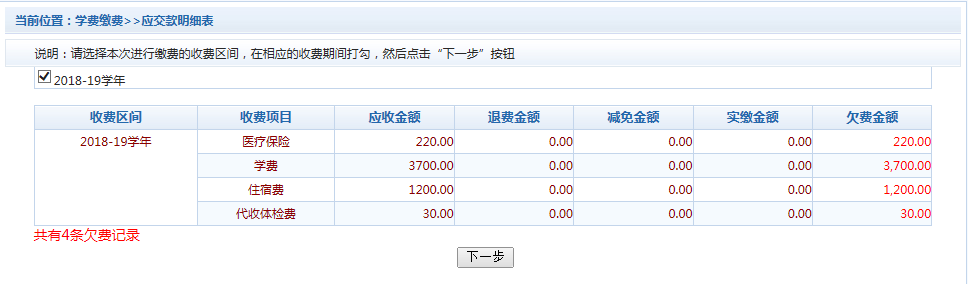 当前位置：学费缴费>>应交款明细表
说明：请选择本次进行缴费的收费区间，在相应的收费期间打勾，然后点击“下一步”按钮
2018-19学年
收费区间 收费项目 应收金额 退费金额 减免金额 实缴金额 欠费金额
2018-19学年 医疗保险 220.00 0.00 0.00 0.00 220.00
学费 3700.00 0.00 0.00 0.00 3,700.00
住宿费 1200.00 0.00 0.00 0.00 1,200.00
代收体检费 30.00 0.00 0.00 0.00 30.00
共有4条欠费记录
下一步